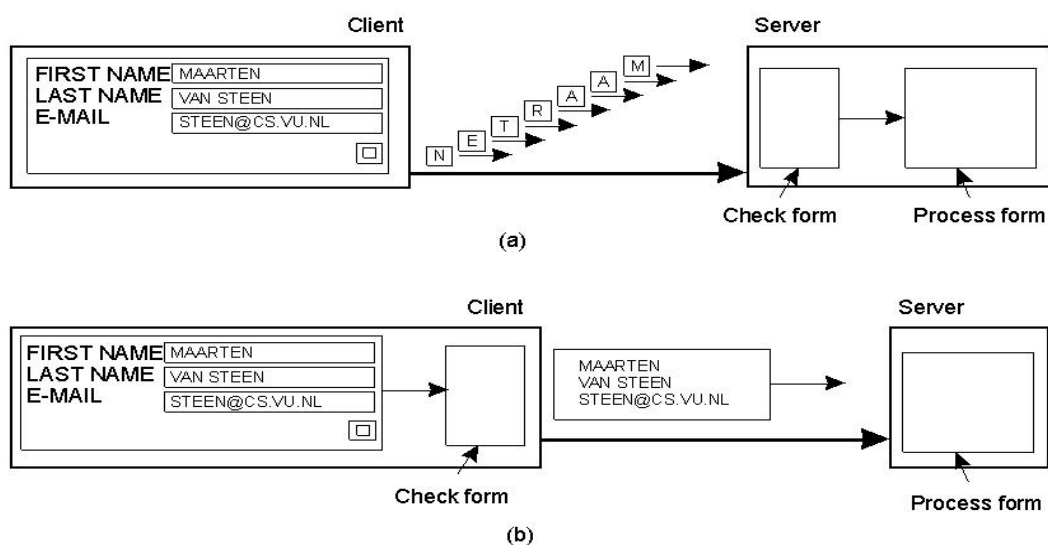 Client
Server
FIRST NAME MAARTEN
LAST NAME VAN STEEN
E-MAIL STEEN@CS.VU.NL
N E T R A A M
Check form
Process form
(a)
Client
Server
FIRST NAME MAARTEN
LAST NAME VAN STEEN
E-MAIL STEEN@CS.VU.NL
MAARTEN
VAN STEEN
STEEN@CS.VU.NL
Check form
Process form
(b)